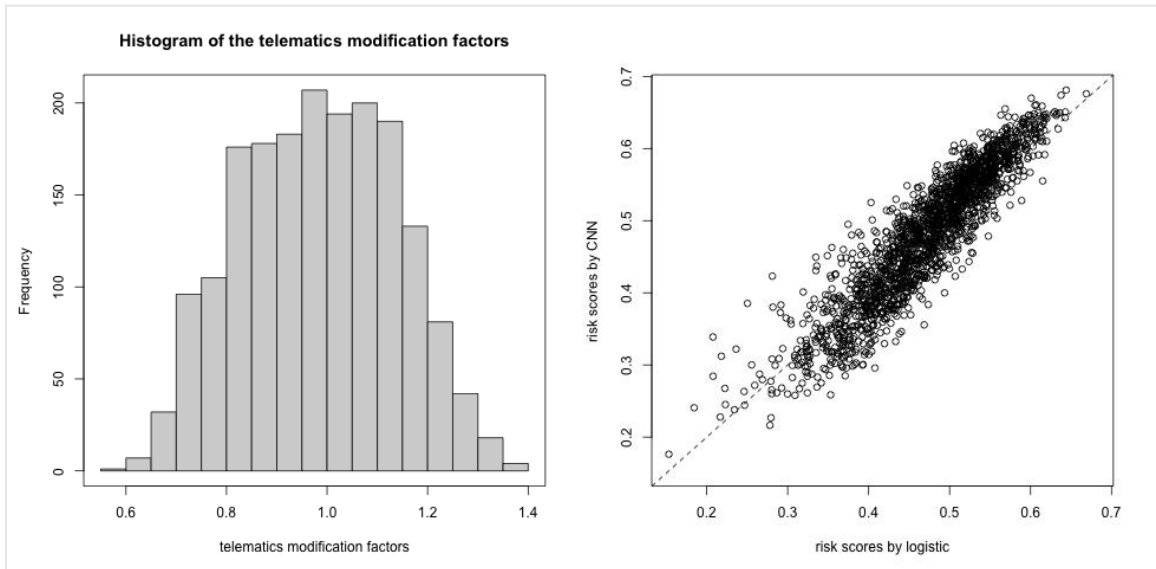 Histogram of the telematics modification factors
Frequency
0
50
100
150
200
0.6 0.8 1.0 1.2 1.4
telematics modification factors
risk scores by CNN
0.7
0.6
0.5
0.4
0.3
0.2
0.2 0.3 0.4 0.5 0.6 0.7
risk scores by logistic